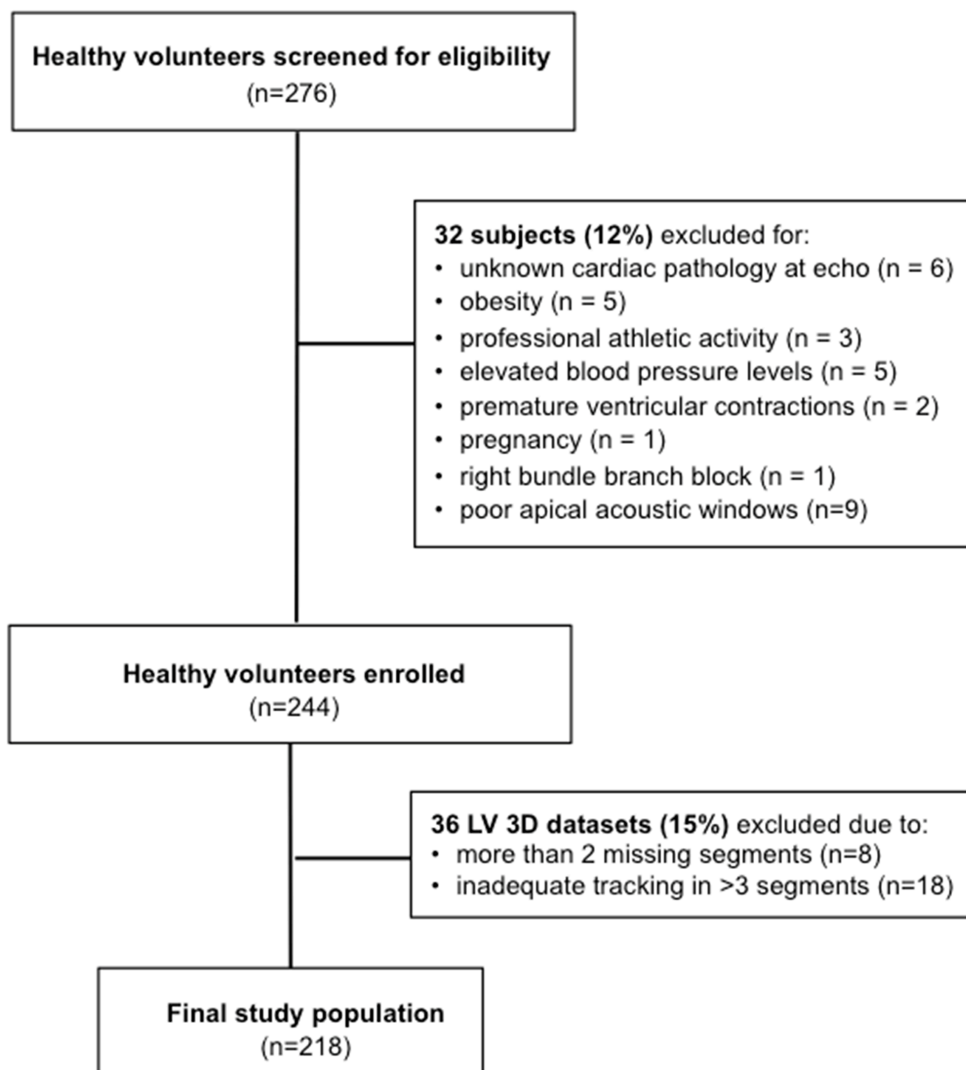 Healthy volunteers screened for eligibility
(n=276)
32 subjects (12%) excluded for:
• unknown cardiac pathology at echo (n = 6)
• obesity (n = 5)
• professional athletic activity (n = 3)
• elevated blood pressure levels (n = 5)
• premature ventricular contractions (n = 2)
• pregnancy (n = 1)
• right bundle branch block (n = 1)
• poor apical acoustic windows (n=9)
Healthy volunteers enrolled
(n=244)
36 LV 3D datasets (15%) excluded due to:
• more than 2 missing segments (n=8)
• inadequate tracking in >3 segments (n=18)
Final study population
(n=218)